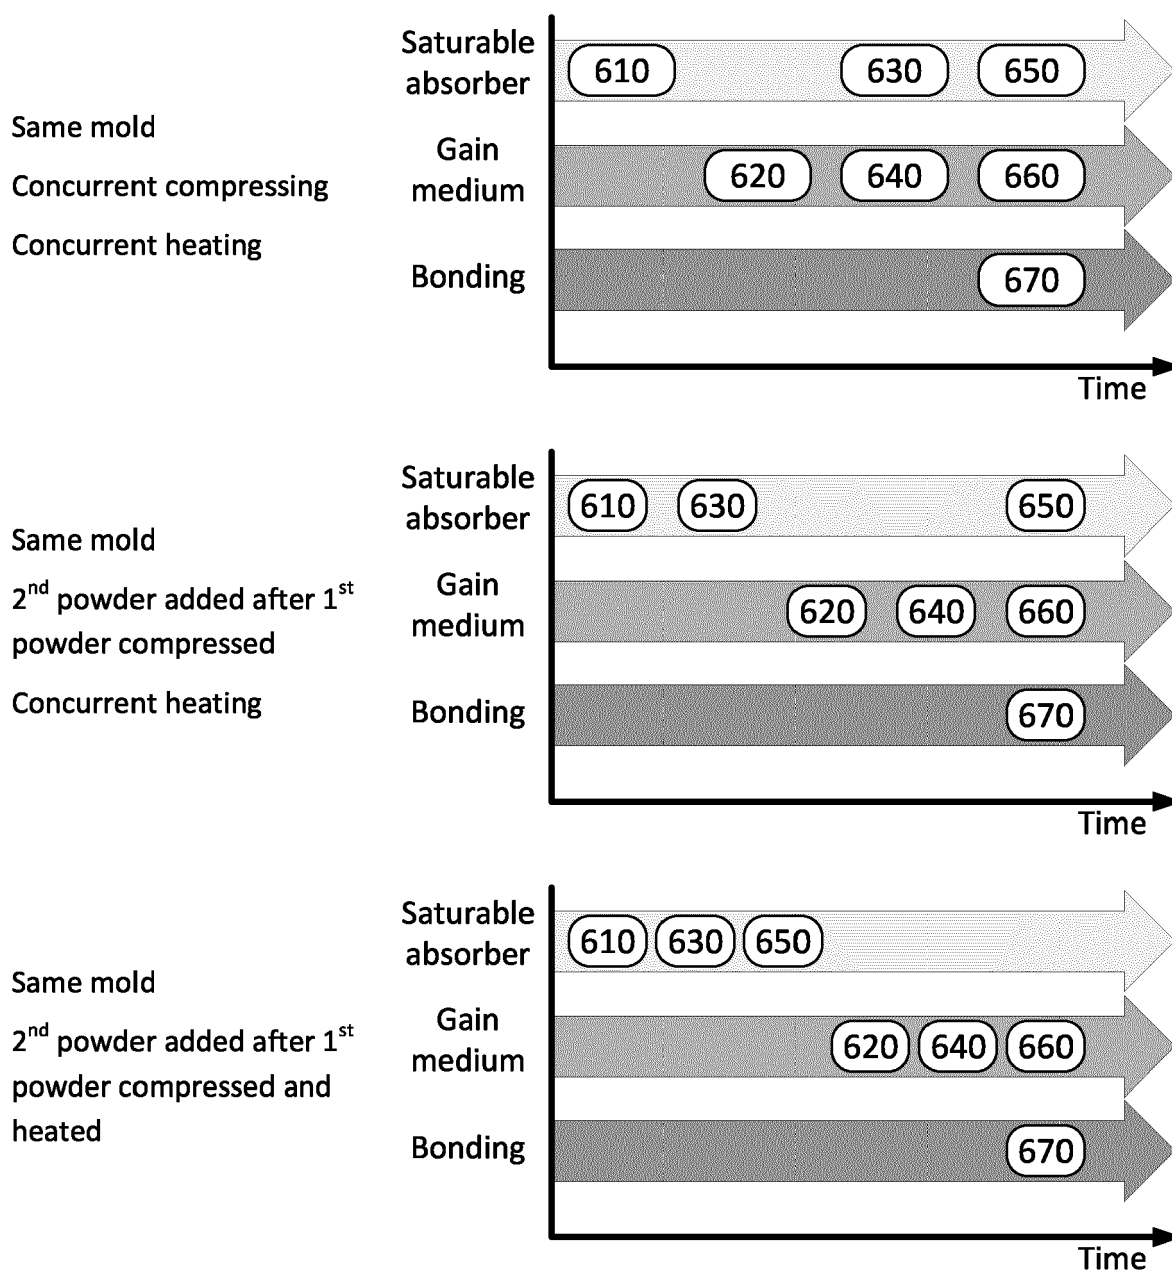 Same mold
Concurrent compressing
Concurrent heating
Saturable
absorber
610 630 650
Gain
medium
620 640 660
Bonding
670
Time
Same mold
2nd powder added after 1st
powder compressed
Concurrent heating
Saturable
absorber
610 630 650
Gain
medium
620 640 660
Bonding
670
Time
Same mold
2nd powder added after 1st
powder compressed and
heated
Saturable
absorber
610 630 650
Gain
medium
620 640 660
Bonding
670
Time